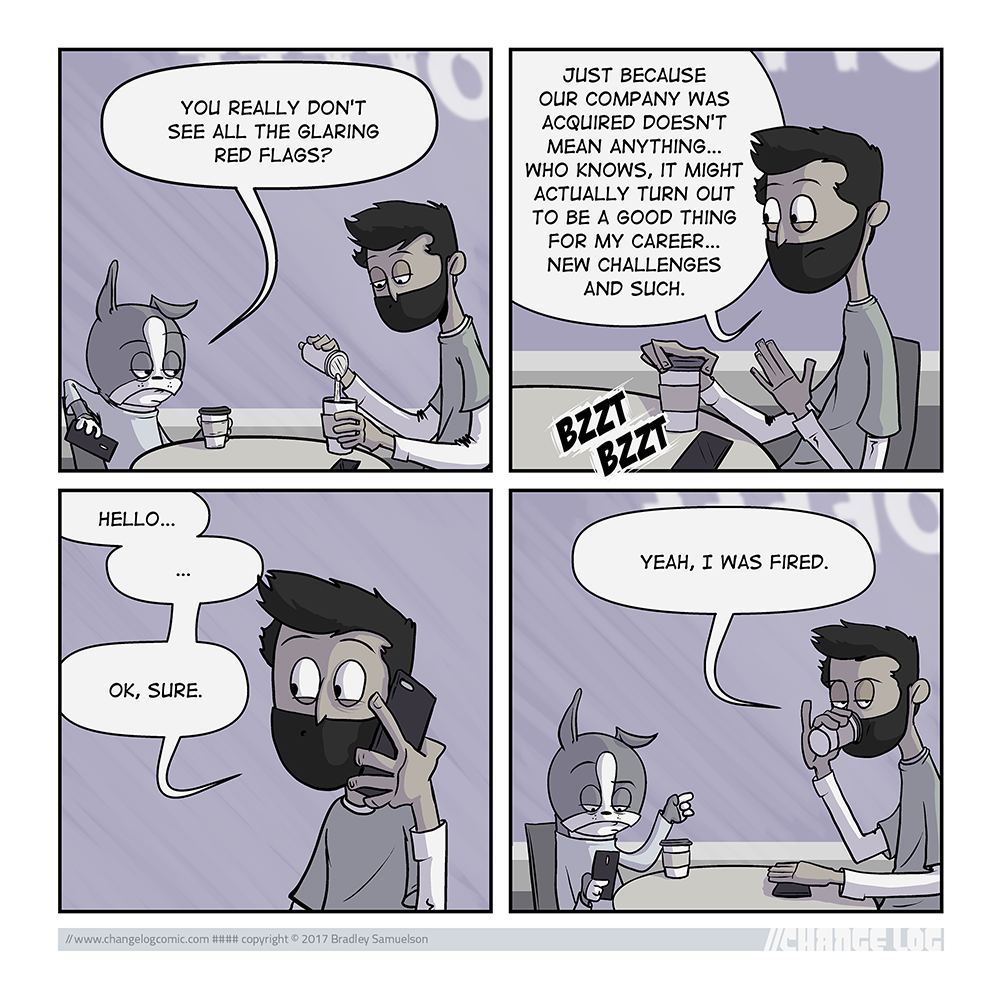 YOU REALLY DON'T
SEE ALL THE GLARING
RED FLAGS?
JUST BECAUSE
OUR COMPANY WAS
ACQUIRED DOESN'T
MEAN ANYTHING...
WHO KNOWS, IT MIGHT
ACTUALLY TURN OUT
TO BE A GOOD THING
FOR MY CAREER...
NEW CHALLENGES
AND SUCH.
BZZT
BZZT
HELLO...
...
OK, SURE.
YEAH, I WAS FIRED.
//www.changelogcomic.com #### copyright © 2017 Bradley Samuelson
//CHANGE LOG